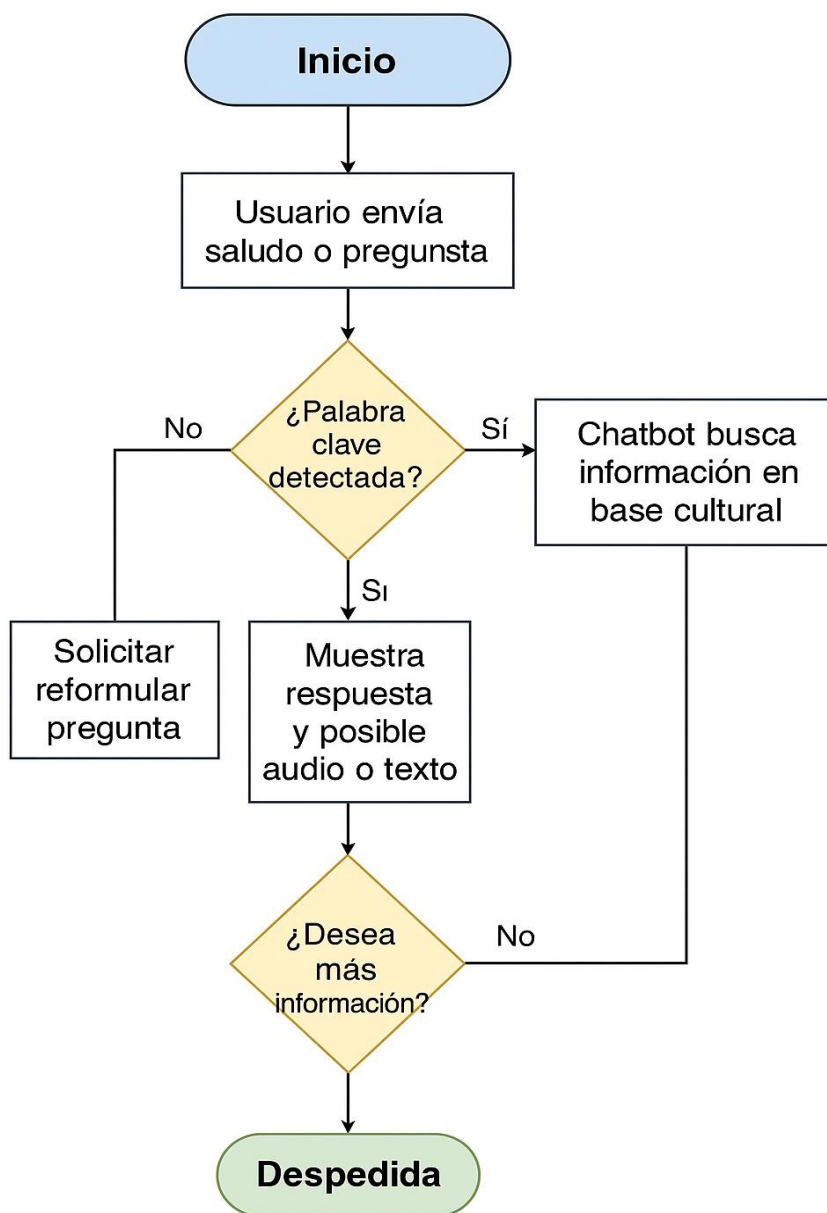 Inicio
Usuario envía
saludo o pregunsta
¿Palabra
clave
detectada?
No
Sí
Chatbot busca
información en
base cultural
Sı
Solicitar
reformular
pregunta
Muestra
respuesta
y posible
audio o texto
¿Desea
más
información?
No
Despedida